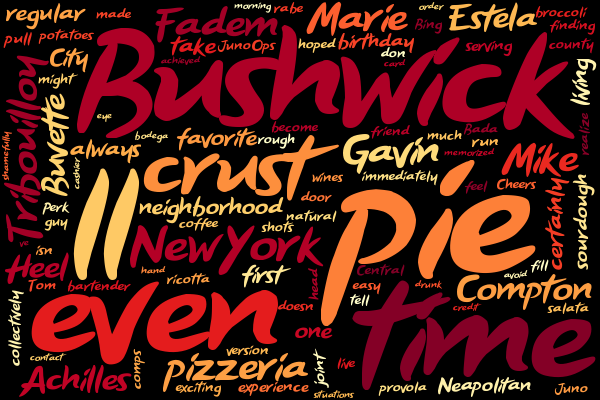 regular
made
morning
rabe
Marie
order
Estela
broccoli
finding
pull
potatoes
Fadem
Bing
take
JunoOps
hoped
birthday
serving
county
City
achieved
don
card
might
Bushwick
living
eye
Tribouilloy
Buvette
shamefully
cashier
always
bodega
favorite
rough
become
friend
much
Bada
run
realize
Gavin
memorized
Mike
crust
wines
immediately
feel
Cheers
certainly
sourdough
Perk
guy
ll
neighborhood
coffee
door
natural
shots
pie
ve
isn
Heel
New York
hand
first
head
Central
avoid
fill
Tom
bartender
ricotta
easy
tell
drunk
Compton
credit
salata
collectively
even
doesn
one
time
contact
comps
version
pizzeria
joint
live
Achilles
exciting
experience
situations
provola
Neapolitan
Juno